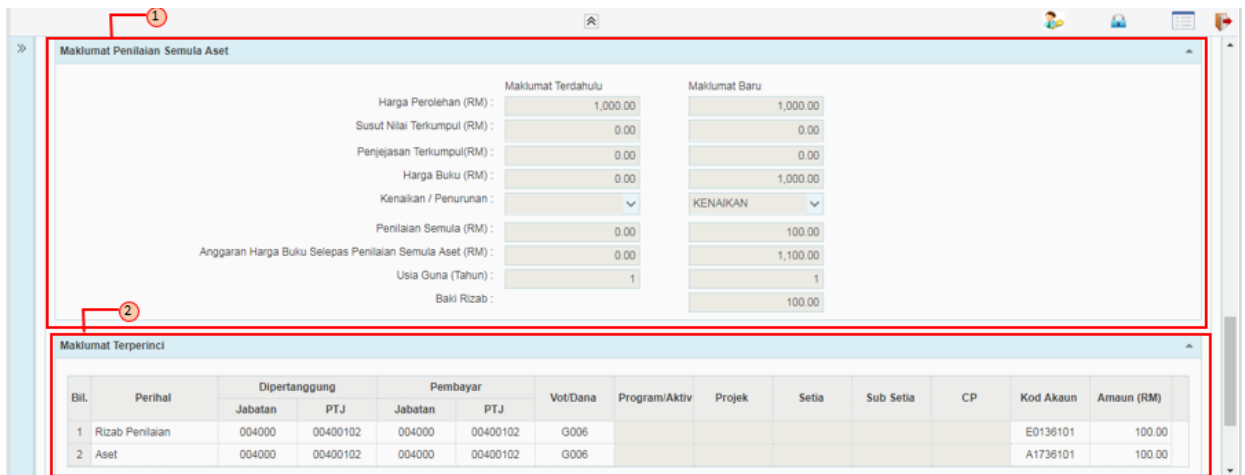 1
Maklumat Penilaian Semula Aset
Maklumat Terdahulu Maklumat Baru
Harga Perolehan (RM) : 1,000.00 1,000.00
Susut Nilai Terkumpul (RM) : 0.00 0.00
Penjejasan Terkumpul(RM) : 0.00 0.00
Harga Buku (RM) : 0.00 1,000.00
Kenaikan / Penurunan : KENAIKAN
Penilaian Semula (RM) : 0.00 100.00
Anggaran Harga Buku Selepas Penilaian Semula Aset (RM) : 0.00 1,100.00
Usia Guna (Tahun) : 1 1
Baki Rizab : 100.00
2
Maklumat Terperinci
Bil. Perihal Dipertanggung Pembayar Vot/Dana Program/Aktiv Projek Setia Sub Setia CP Kod Akaun Amaun (RM)
Jabatan PTJ Jabatan PTJ
1 Rizab Penilaian 004000 00400102 004000 00400102 G006 E0136101 100.00
2 Aset 004000 00400102 004000 00400102 G006 A1736101 100.00